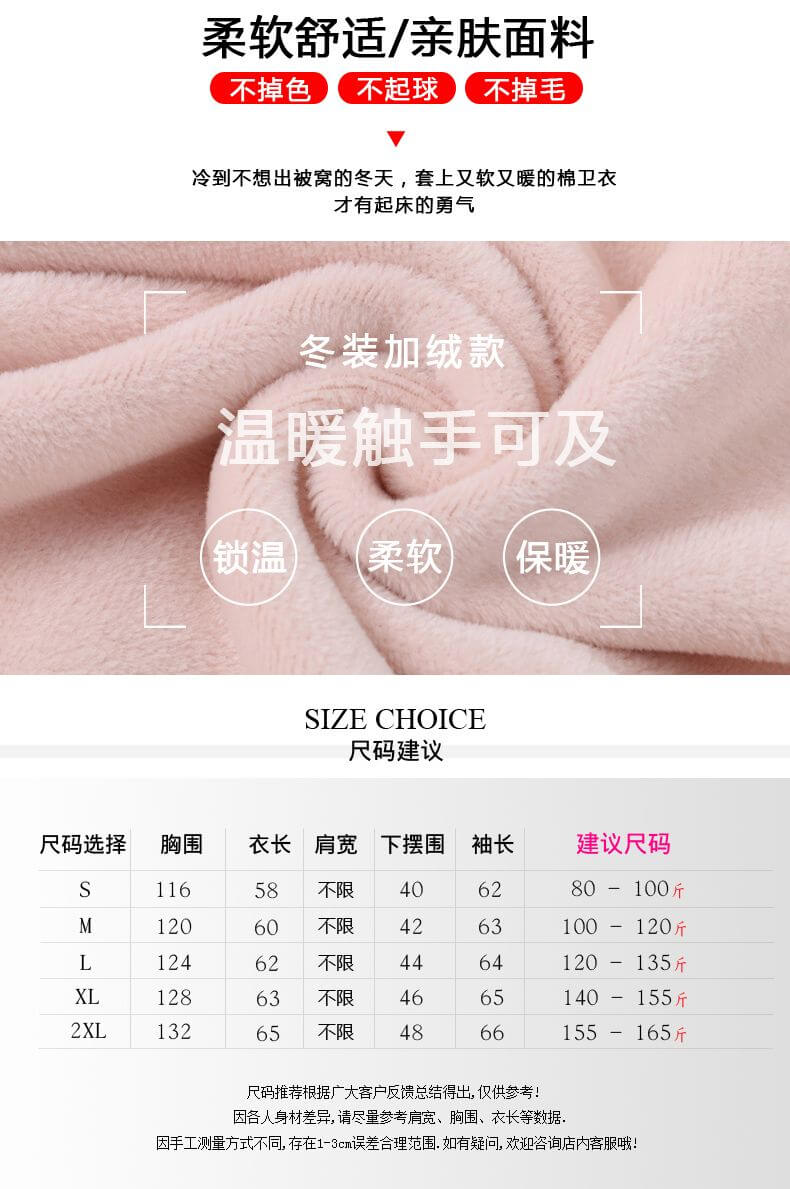 柔软舒适/亲肤面料
不掉色 不起球 不掉毛
冷到不想出被窝的冬天，套上又软又暖的棉卫衣
才有起床的勇气
冬装加绒款
温暖触手可及
锁温 柔软 保暖
SIZE CHOICE
尺码建议
尺码选择 胸围 衣长 肩宽 下摆围 袖长 建议尺码
S 116 58 不限 40 62 80 - 100斤
M 120 60 不限 42 63 100 - 120斤
L 124 62 不限 44 64 120 - 135斤
XL 128 63 不限 46 65 140 - 155斤
2XL 132 65 不限 48 66 155 - 165斤
尺码推荐根据广大客户反馈总结得出,仅供参考!
因各人身材差异,请尽量参考肩宽、胸围、衣长等数据.
因手工测量方式不同,存在1-3cm误差合理范围.如有疑问,欢迎咨询店内客服哦!